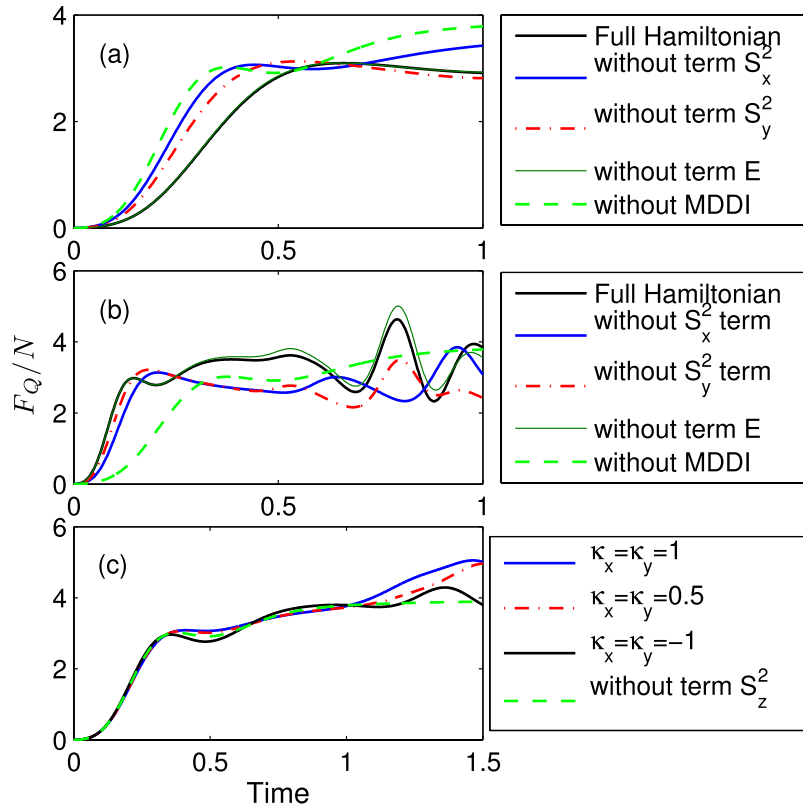 (a)
4
2
0
0
0.5
1
Full Hamiltonian
without term S_x^2
without term S_y^2
without term E
without MDDI
(b)
F_Q/N
6
4
2
0
0
0.5
1
Full Hamiltonian
without S_x^2 term
without S_y^2 term
without term E
without MDDI
(c)
6
4
2
0
0
0.5
1
1.5
Time
κ_x=κ_y=1
κ_x=κ_y=0.5
κ_x=κ_y=-1
without term S_z^2